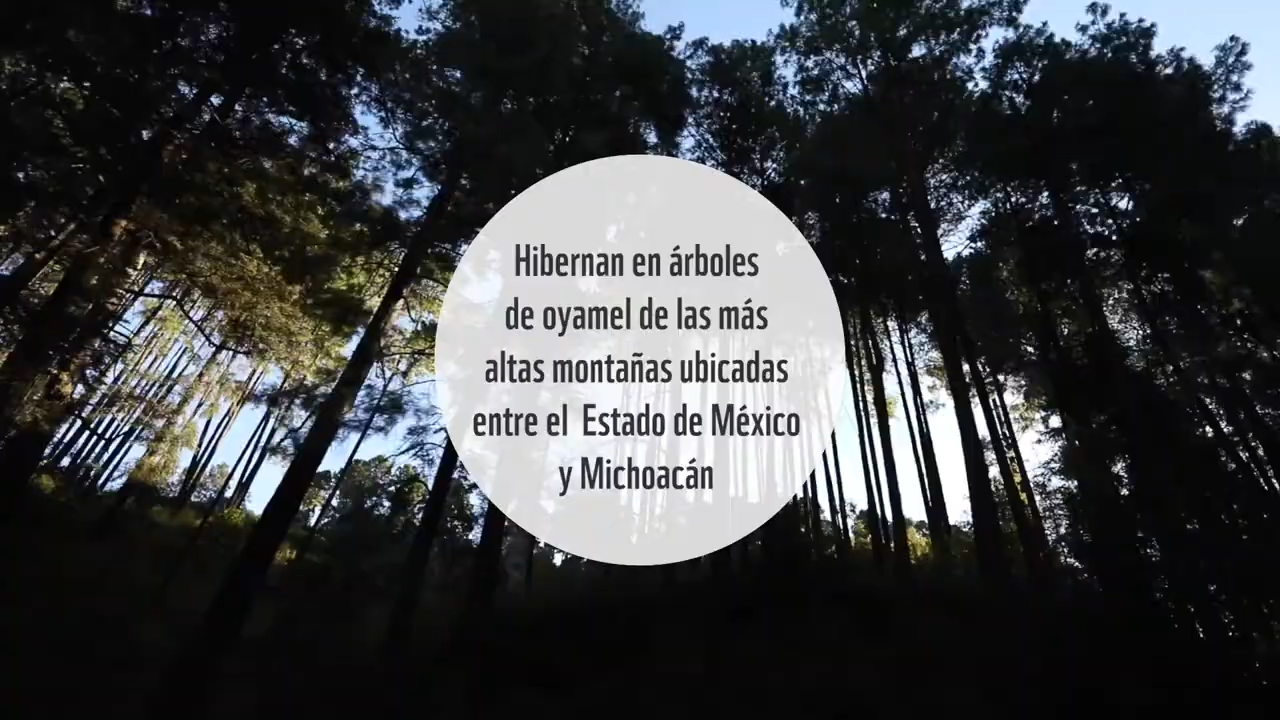 Hibernan en árboles
de oyamel de las más
altas montañas ubicadas
entre el  Estado de México
y Michoacán